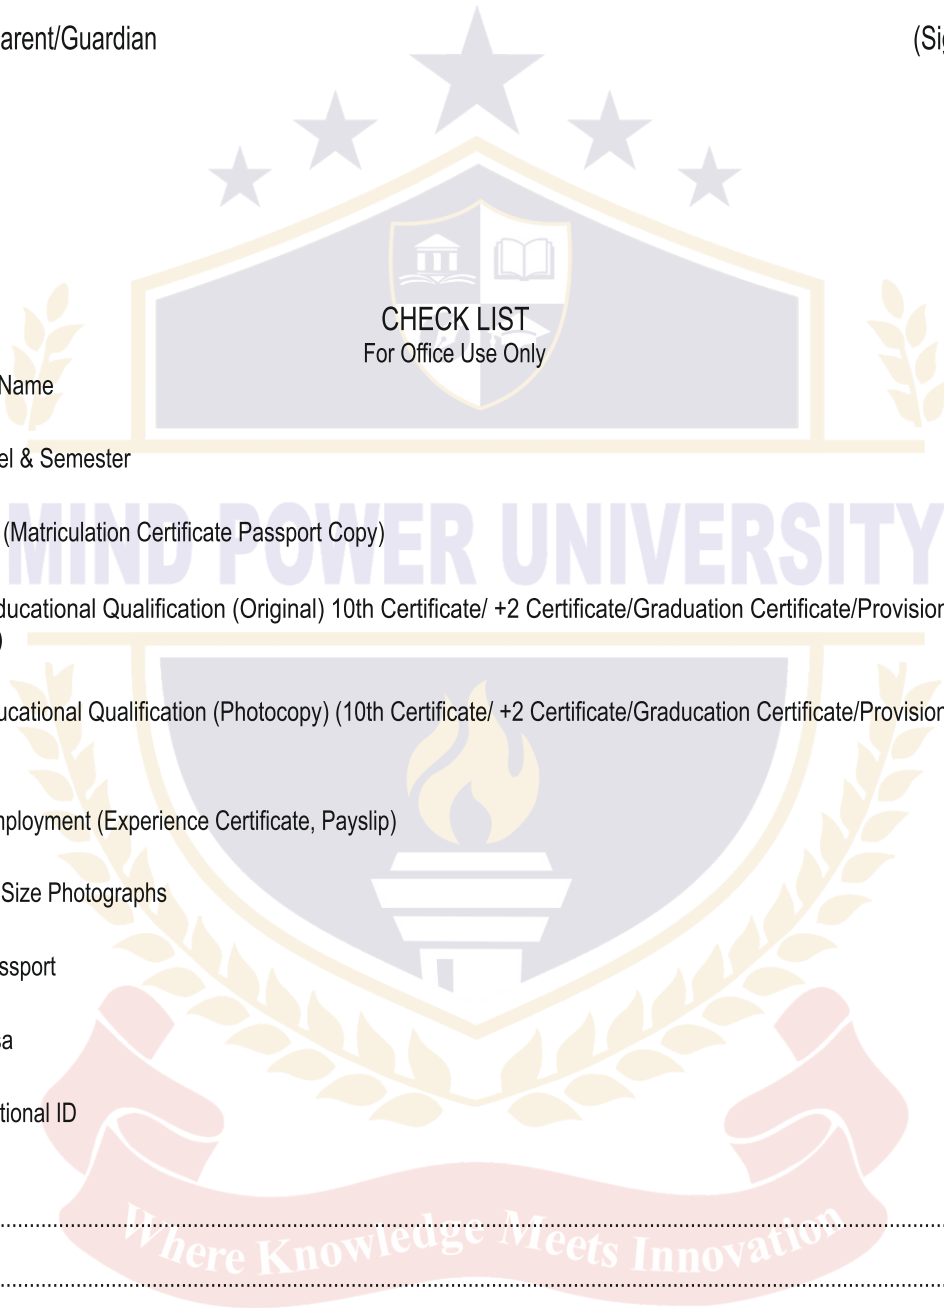 arent/Guardian (Sig
CHECK LIST
For Office Use Only
Name
el & Semester
MIND POWER UNIVERSITY
(Matriculation Certificate Passport Copy)
ducational Qualification (Original) 10th Certificate/ +2 Certificate/Graduation Certificate/Provision
)
ucational Qualification (Photocopy) (10th Certificate/ +2 Certificate/Graducation Certificate/Provision
nployment (Experience Certificate, Payslip)
Size Photographs
ssport
sa
tional ID
Where Knowledge Meets Innovation